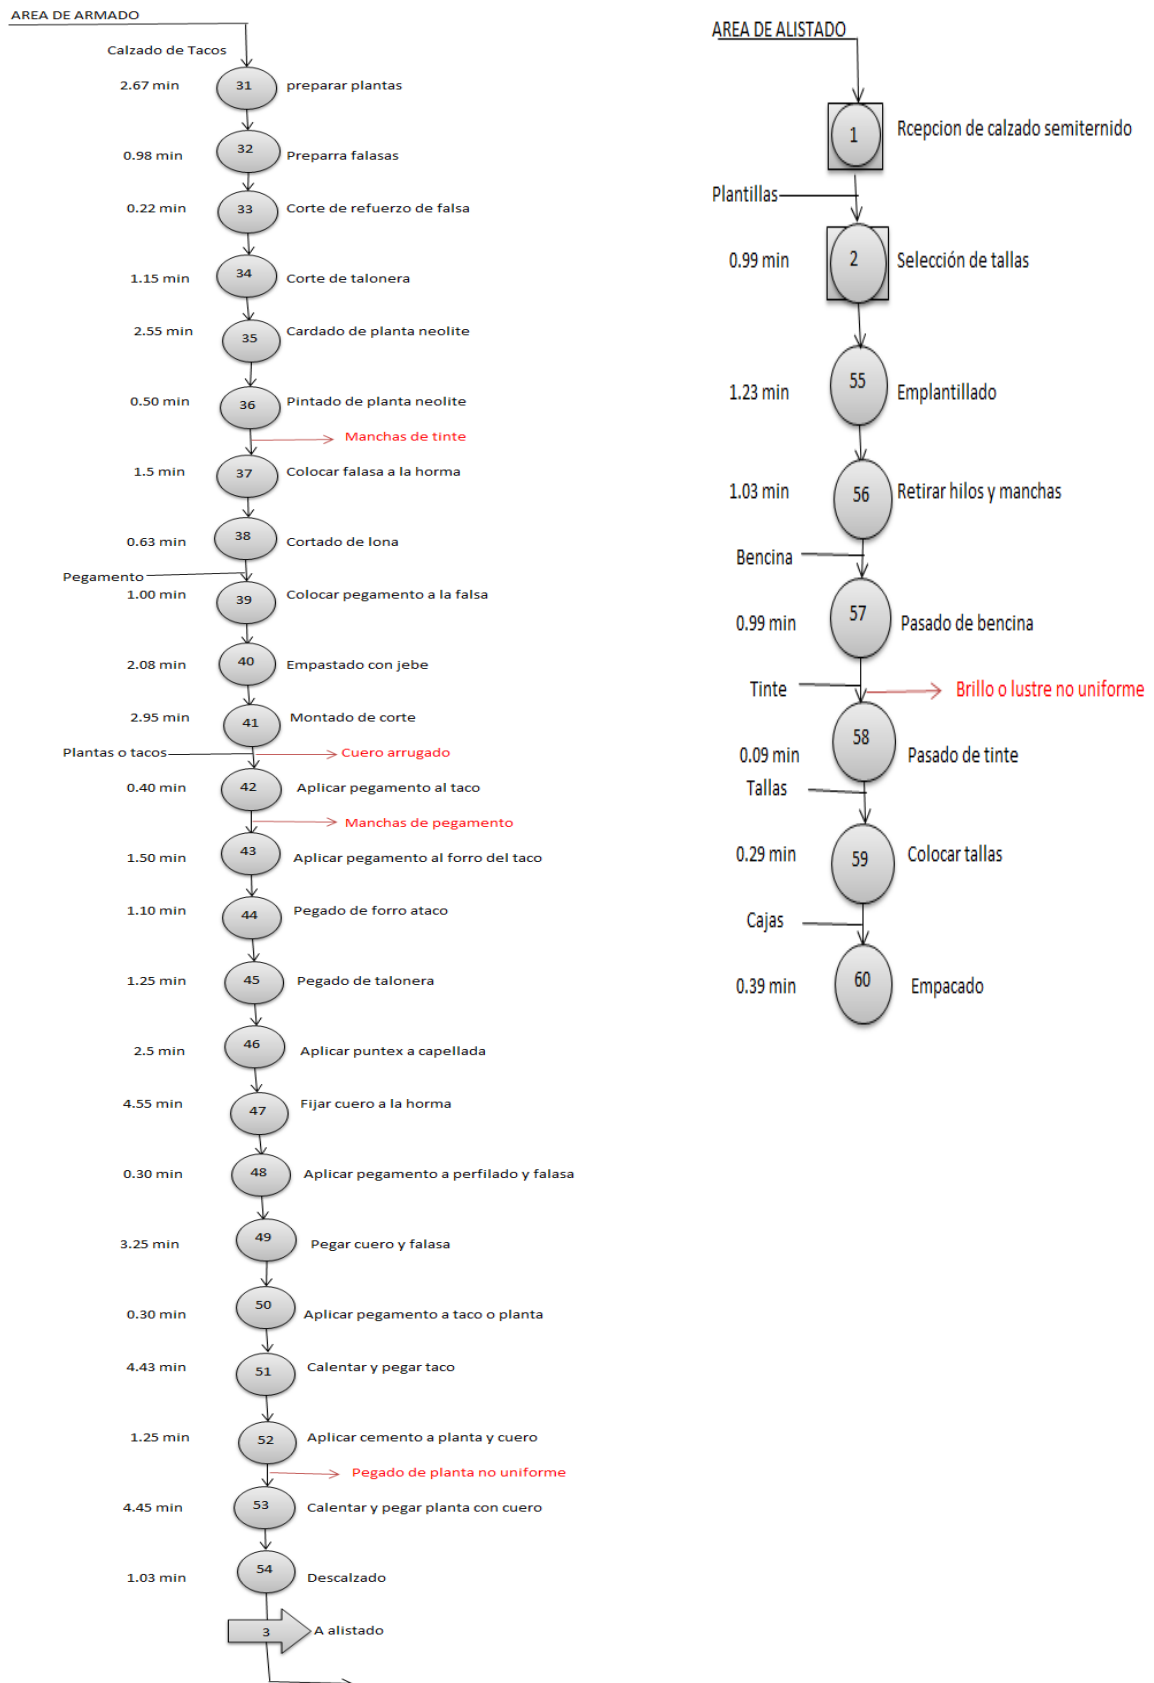 AREA DE ARMADO
Calzado de Tacos
2.67 min 31 preparar plantas
0.98 min 32 Preparra falasas
0.22 min 33 Corte de refuerzo de falsa
1.15 min 34 Corte de talonera
2.55 min 35 Cardado de planta neolite
0.50 min 36 Pintado de planta neolite
Manchas de tinte
1.5 min 37 Colocar falasa a la horma
0.63 min 38 Cortado de lona
Pegamento
1.00 min 39 Colocar pegamento a la falsa
2.08 min 40 Empastado con jebe
2.95 min 41 Montado de corte
Plantas o tacos Cuero arrugado
0.40 min 42 Aplicar pegamento al taco
Manchas de pegamento
1.50 min 43 Aplicar pegamento al forro del taco
1.10 min 44 Pegado de forro ataco
1.25 min 45 Pegado de talonera
2.5 min 46 Aplicar puntex a capellada
4.55 min 47 Fijar cuero a la horma
0.30 min 48 Aplicar pegamento a perfilado y falasa
3.25 min 49 Pegar cuero y falasa
0.30 min 50 Aplicar pegamento a taco o planta
4.43 min 51 Calentar y pegar taco
1.25 min 52 Aplicar cemento a planta y cuero
Pegado de planta no uniforme
4.45 min 53 Calentar y pegar planta con cuero
1.03 min 54 Descalzado
3 A alistado
AREA DE ALISTADO
1 Rcepcion de calzado semiternido
Plantillas
0.99 min 2 Selección de tallas
1.23 min 55 Emplantillado
1.03 min 56 Retirar hilos y manchas
Bencina
0.99 min 57 Pasado de bencina
Tinte Brillo o lustre no uniforme
0.09 min 58 Pasado de tinte
Tallas
0.29 min 59 Colocar tallas
Cajas
0.39 min 60 Empacado